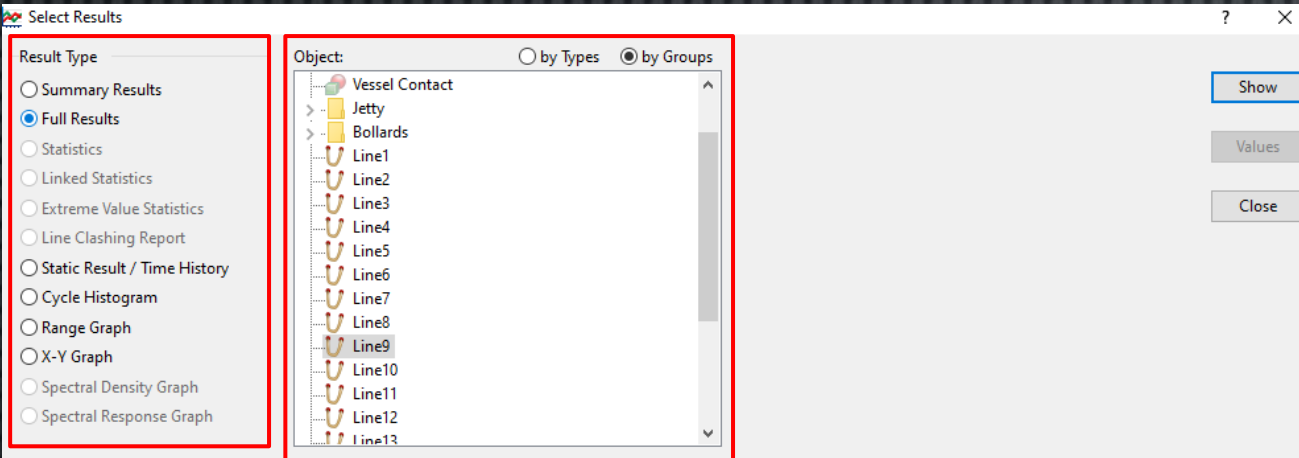 Select Results
?
Result Type
Summary Results
Full Results
Statistics
Linked Statistics
Extreme Value Statistics
Line Clashing Report
Static Result / Time History
Cycle Histogram
Range Graph
X-Y Graph
Spectral Density Graph
Spectral Response Graph
Object: by Types by Groups
Vessel Contact
Jetty
Bollards
Line1
Line2
Line3
Line4
Line5
Line6
Line7
Line8
Line9
Line10
Line11
Line12
Line13
Show
Values
Close